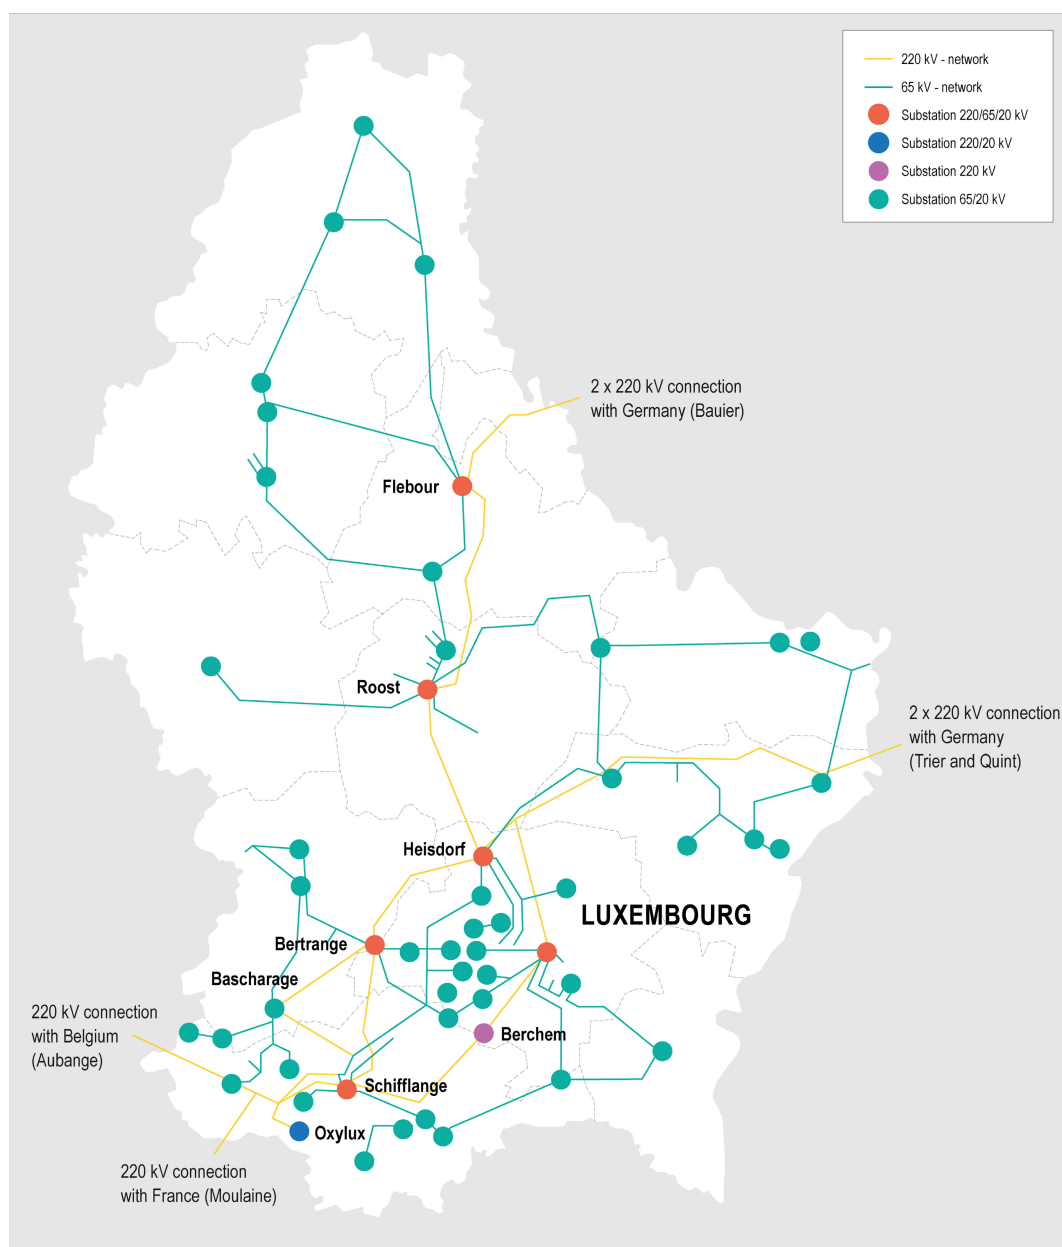 220 kV - network
65 kV - network
Substation 220/65/20 kV
Substation 220/20 kV
Substation 220 kV
Substation 65/20 kV
2 x 220 kV connection
with Germany (Bauier)
Flebour
Roost
2 x 220 kV connection
with Germany
(Trier and Quint)
Heisdorf
LUXEMBOURG
Bertrange
Bascharage
220 kV connection
with Belgium
(Aubange)
Berchem
Schifflange
Oxylux
220 kV connection
with France (Moulaine)